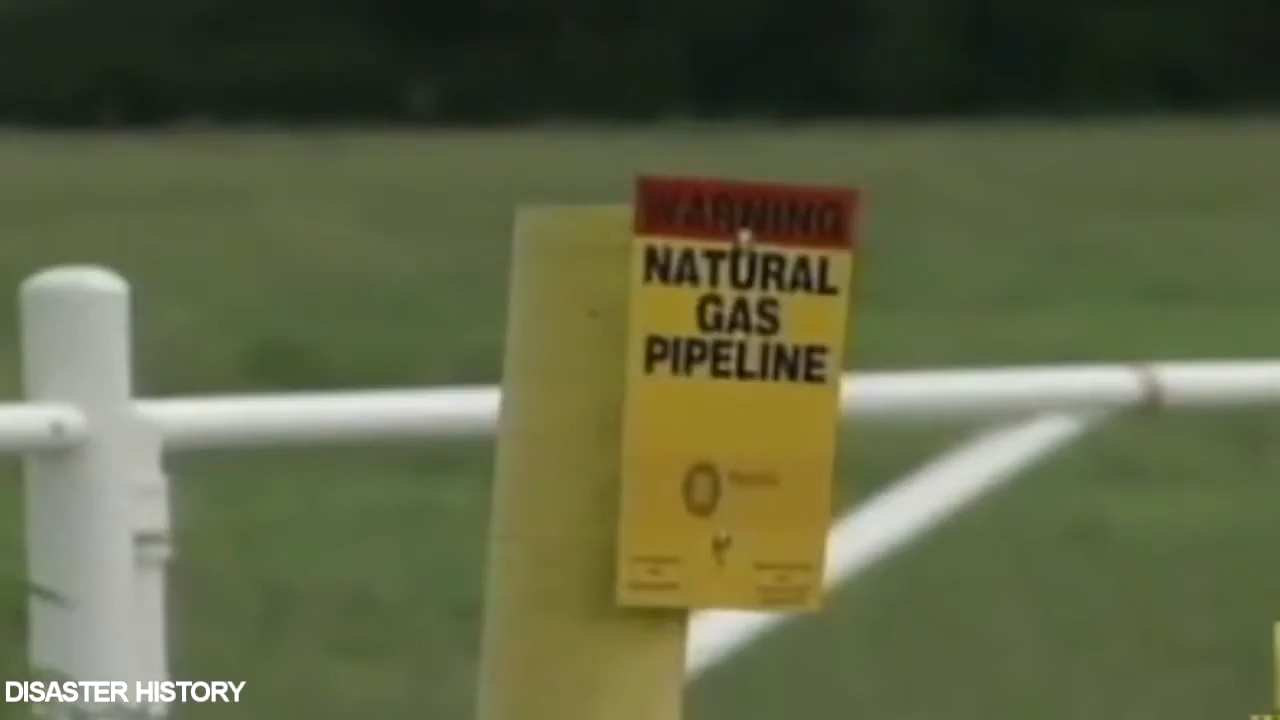 WARNING
NATURAL
GAS
PIPELINE
DISASTER HISTORY